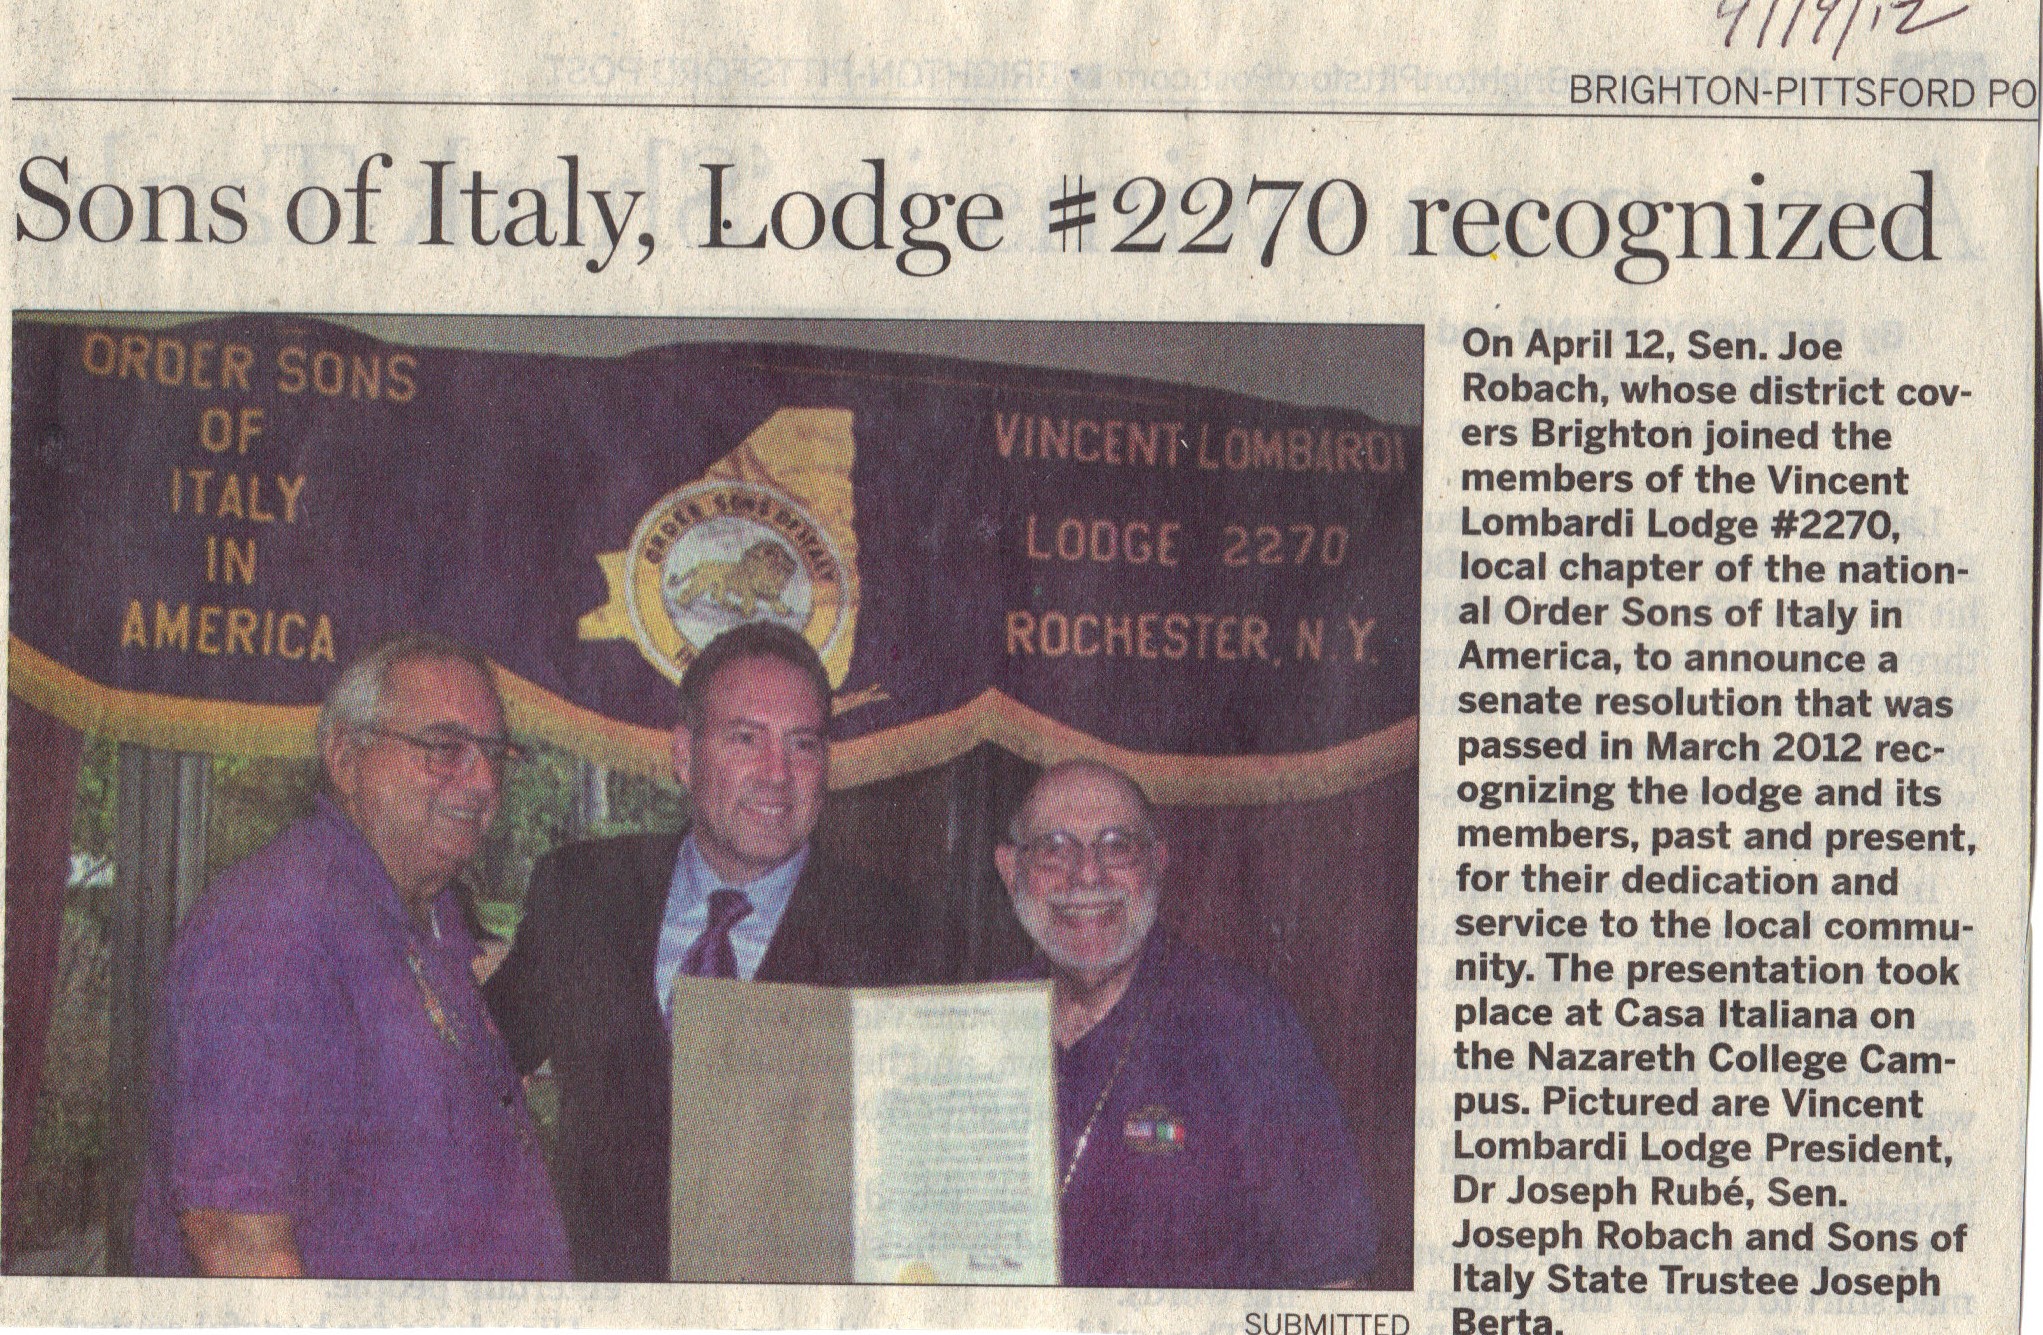 4/19/12
BRIGHTON-PITTSFORD PO
Sons of Italy, Lodge #2270 recognized
ORDER SONS
OF
ITALY
IN
AMERICA
ORDER SONS OF ITALY
VINCENT LOMBARDI
LODGE 2270
ROCHESTER, N.Y.
On April 12, Sen. Joe
Robach, whose district cov-
ers Brighton joined the
members of the Vincent
Lombardi Lodge #2270,
local chapter of the nation-
al Order Sons of Italy in
America, to announce a
senate resolution that was
passed in March 2012 rec-
ognizing the lodge and its
members, past and present,
for their dedication and
service to the local commu-
nity. The presentation took
place at Casa Italiana on
the Nazareth College Cam-
pus. Pictured are Vincent
Lombardi Lodge President,
Dr Joseph Rubé, Sen.
Joseph Robach and Sons of
Italy State Trustee Joseph
Berta.
SUBMITTED